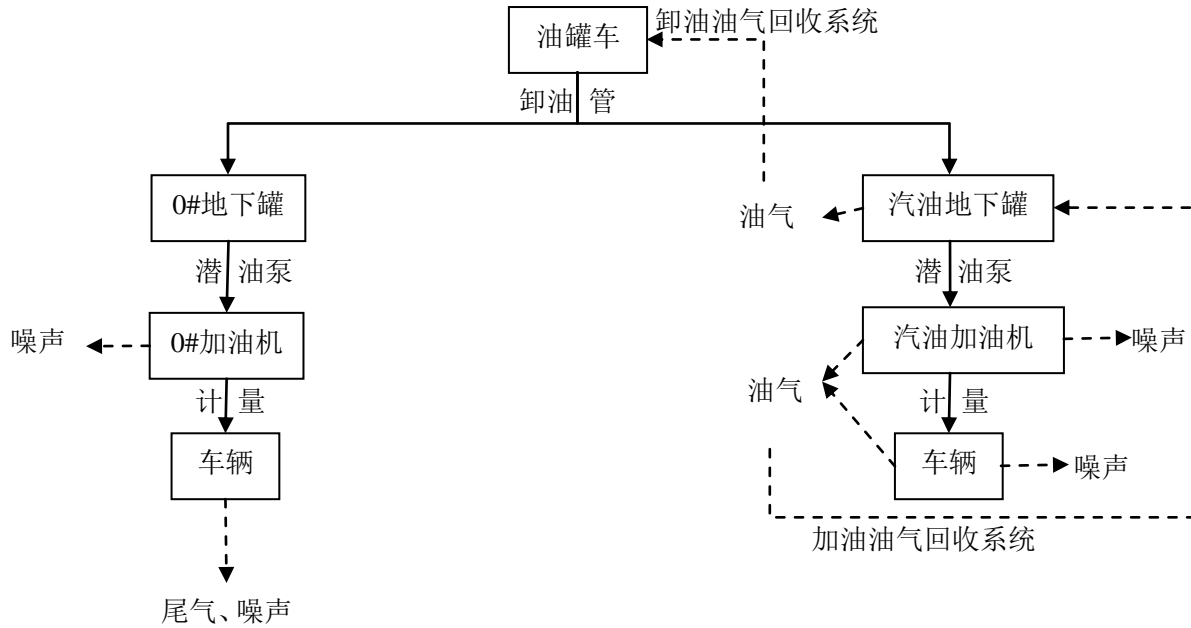 卸油油气回收系统
油罐车
卸油 管
0#地下罐
油气
汽油地下罐
潜 油泵
潜 油泵
噪声
0#加油机
汽油加油机
噪声
计 量
油气
计 量
车辆
车辆
噪声
加油油气回收系统
尾气、噪声